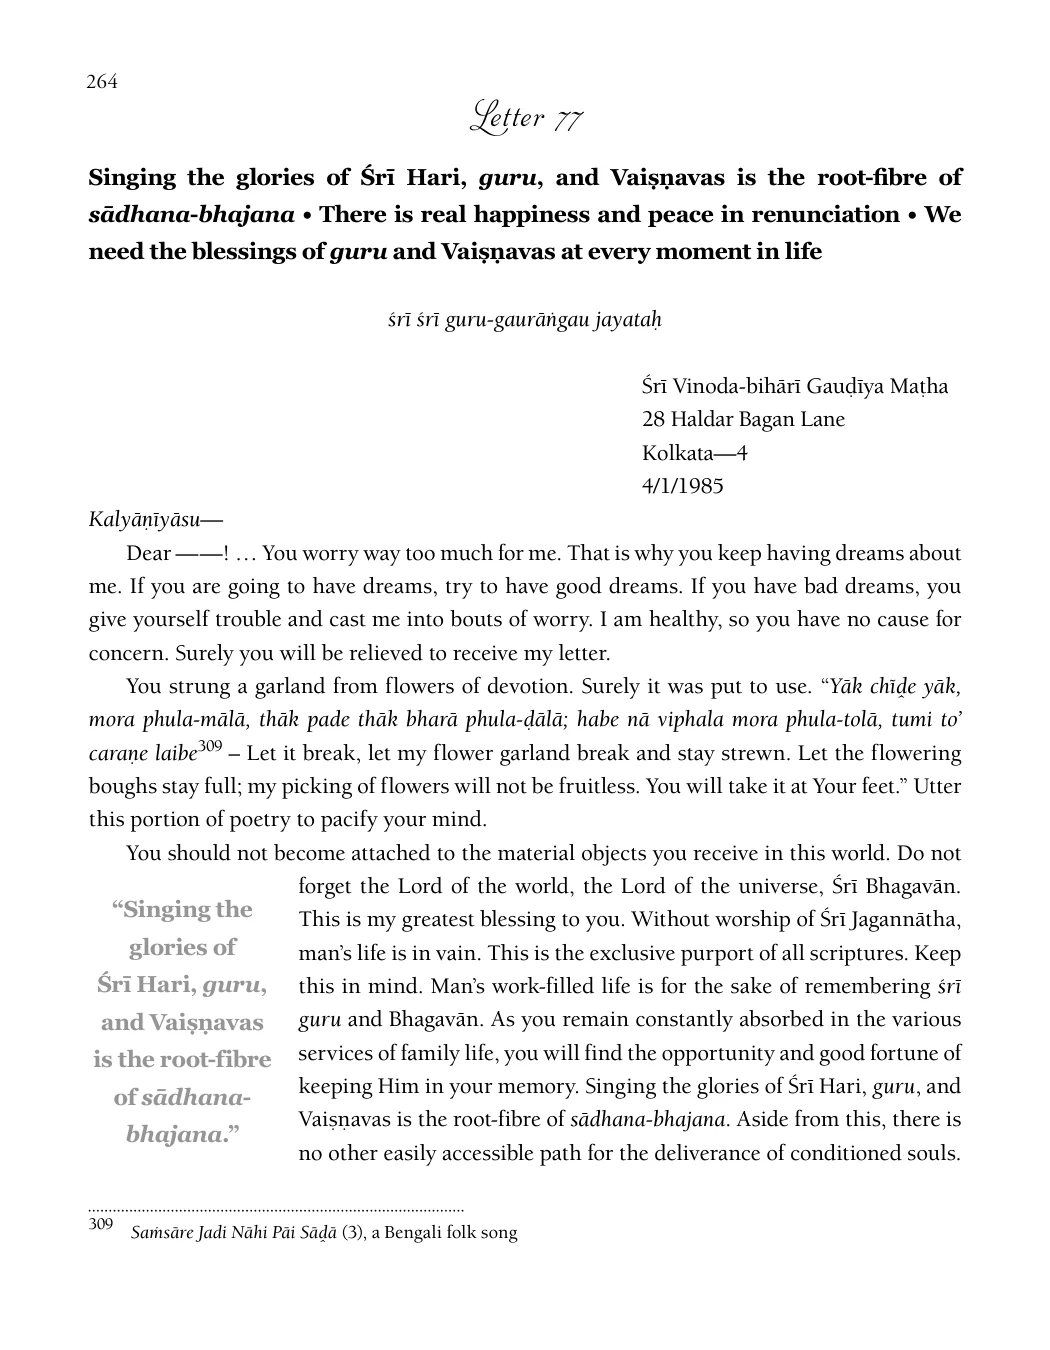 264
Letter 77
Singing the glories of Śrī Hari, guru, and Vaiṣṇavas is the root-fibre of
sādhana-bhajana • There is real happiness and peace in renunciation • We
need the blessings of guru and Vaiṣṇavas at every moment in life
śrī śrī guru-gaurāṅgau jayataḥ
Śrī Vinoda-bihārī Gauḍīya Maṭha
28 Haldar Bagan Lane
Kolkata—4
4/1/1985
Kalyāṇīyāsu—
Dear ——! … You worry way too much for me. That is why you keep having dreams about
me. If you are going to have dreams, try to have good dreams. If you have bad dreams, you
give yourself trouble and cast me into bouts of worry. I am healthy, so you have no cause for
concern. Surely you will be relieved to receive my letter.
You strung a garland from flowers of devotion. Surely it was put to use. “Yāk chīḓe yāk,
mora phula-mālā, thāk pade thāk bharā phula-ḍālā; habe nā viphala mora phula-tolā, tumi to’
caraṇe laibe309 – Let it break, let my flower garland break and stay strewn. Let the flowering
boughs stay full; my picking of flowers will not be fruitless. You will take it at Your feet.” Utter
this portion of poetry to pacify your mind.
You should not become attached to the material objects you receive in this world. Do not
forget the Lord of the world, the Lord of the universe, Śrī Bhagavān.
This is my greatest blessing to you. Without worship of Śrī Jagannātha,
man’s life is in vain. This is the exclusive purport of all scriptures. Keep
this in mind. Man’s work-filled life is for the sake of remembering śrī
guru and Bhagavān. As you remain constantly absorbed in the various
services of family life, you will find the opportunity and good fortune of
keeping Him in your memory. Singing the glories of Śrī Hari, guru, and
Vaiṣṇavas is the root-fibre of sādhana-bhajana. Aside from this, there is
no other easily accessible path for the deliverance of conditioned souls.
“Singing the
glories of
Śrī Hari, guru,
and Vaiṣṇavas
is the root-fibre
of sādhana-
bhajana.”
309 Saṁsāre Jadi Nāhi Pāi Sāḓā (3), a Bengali folk song